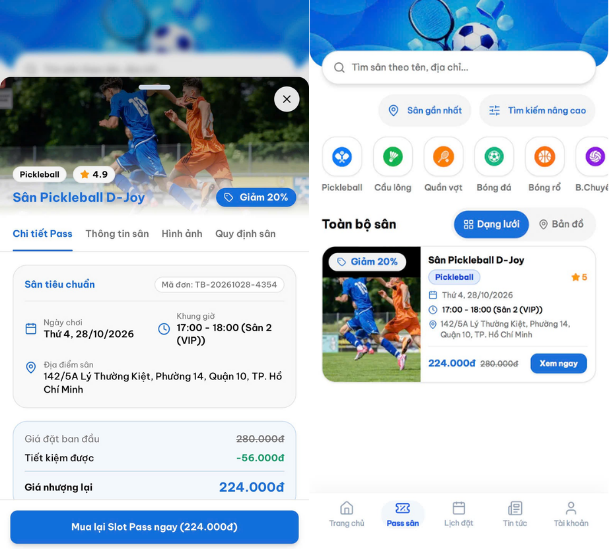 Pickleball
4.9
Sân Pickleball D-Joy
Giảm 20%
Chi tiết Pass
Thông tin sân
Hình ảnh
Quy định sân
Sân tiêu chuẩn
Mã đơn: TB-20261028-4354
Ngày chơi
Thứ 4, 28/10/2026
Khung giờ
17:00 - 18:00 (Sân 2
(VIP))
Địa điểm sân
142/5A Lý Thường Kiệt, Phường 14, Quận 10, TP. Hồ
Chí Minh
Giá đặt ban đầu
280.000đ
Tiết kiệm được
-56.000đ
Giá nhượng lại
224.000đ
Mua lại Slot Pass ngay (224.000đ)
Tìm sân theo tên, địa chỉ...
Sân gần nhất
Tìm kiếm nâng cao
Pickleball
Cầu lông
Quần vợt
Bóng đá
Bóng rổ
B.Chuyề
Toàn bộ sân
Dạng lưới
Bản đồ
Giảm 20%
Sân Pickleball D-Joy
Pickleball
5
Thứ 4, 28/10/2026
17:00 - 18:00 (Sân 2 (VIP))
142/5A Lý Thường Kiệt, Phường 14,
Quận 10, TP. Hồ Chí Minh
224.000đ
280.000đ
Xem ngay
Trang chủ
Pass sân
Lịch đặt
Tin tức
Tài khoản